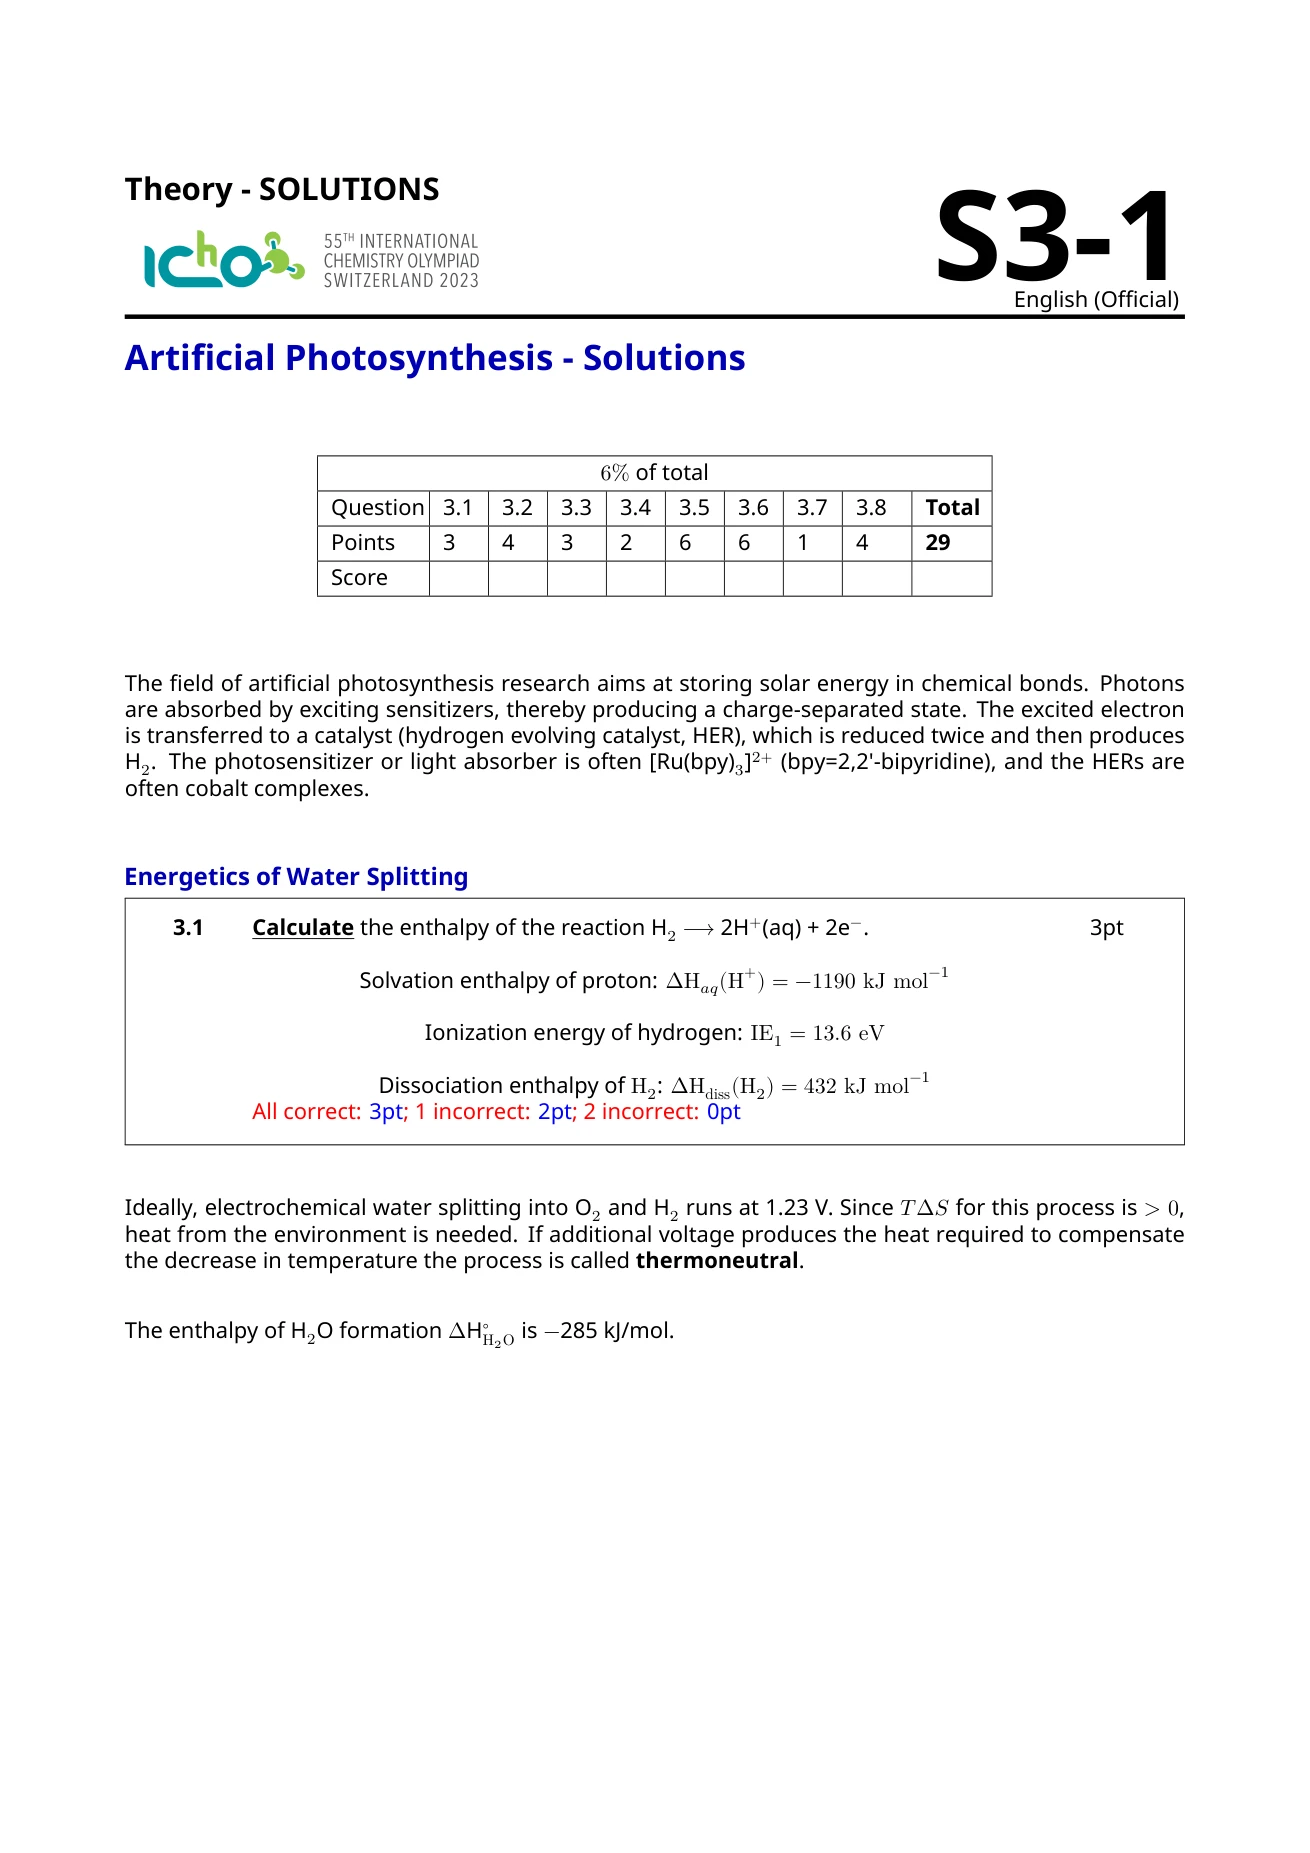 Theory - SOLUTIONS
IChO
55TH INTERNATIONAL
CHEMISTRY OLYMPIAD
SWITZERLAND 2023
S3-1
English (Official)
Artificial Photosynthesis - Solutions
6% of total
Question 3.1 3.2 3.3 3.4 3.5 3.6 3.7 3.8 Total
Points 3 4 3 2 6 6 1 4 29
Score
The field of artificial photosynthesis research aims at storing solar energy in chemical bonds. Photons
are absorbed by exciting sensitizers, thereby producing a charge-separated state. The excited electron
is transferred to a catalyst (hydrogen evolving catalyst, HER), which is reduced twice and then produces
H₂. The photosensitizer or light absorber is often [Ru(bpy)₃]²⁺ (bpy=2,2'-bipyridine), and the HERs are
often cobalt complexes.
Energetics of Water Splitting
3.1 Calculate the enthalpy of the reaction H₂ ⟶ 2H⁺(aq) + 2e⁻. 3pt
Solvation enthalpy of proton: ΔH_aq(H⁺) = −1190 kJ mol⁻¹
Ionization energy of hydrogen: IE₁ = 13.6 eV
Dissociation enthalpy of H₂: ΔH_diss(H₂) = 432 kJ mol⁻¹
All correct: 3pt; 1 incorrect: 2pt; 2 incorrect: 0pt
Ideally, electrochemical water splitting into O₂ and H₂ runs at 1.23 V. Since TΔS for this process is > 0,
heat from the environment is needed. If additional voltage produces the heat required to compensate
the decrease in temperature the process is called thermoneutral.
The enthalpy of H₂O formation ΔH°_H₂O is −285 kJ/mol.